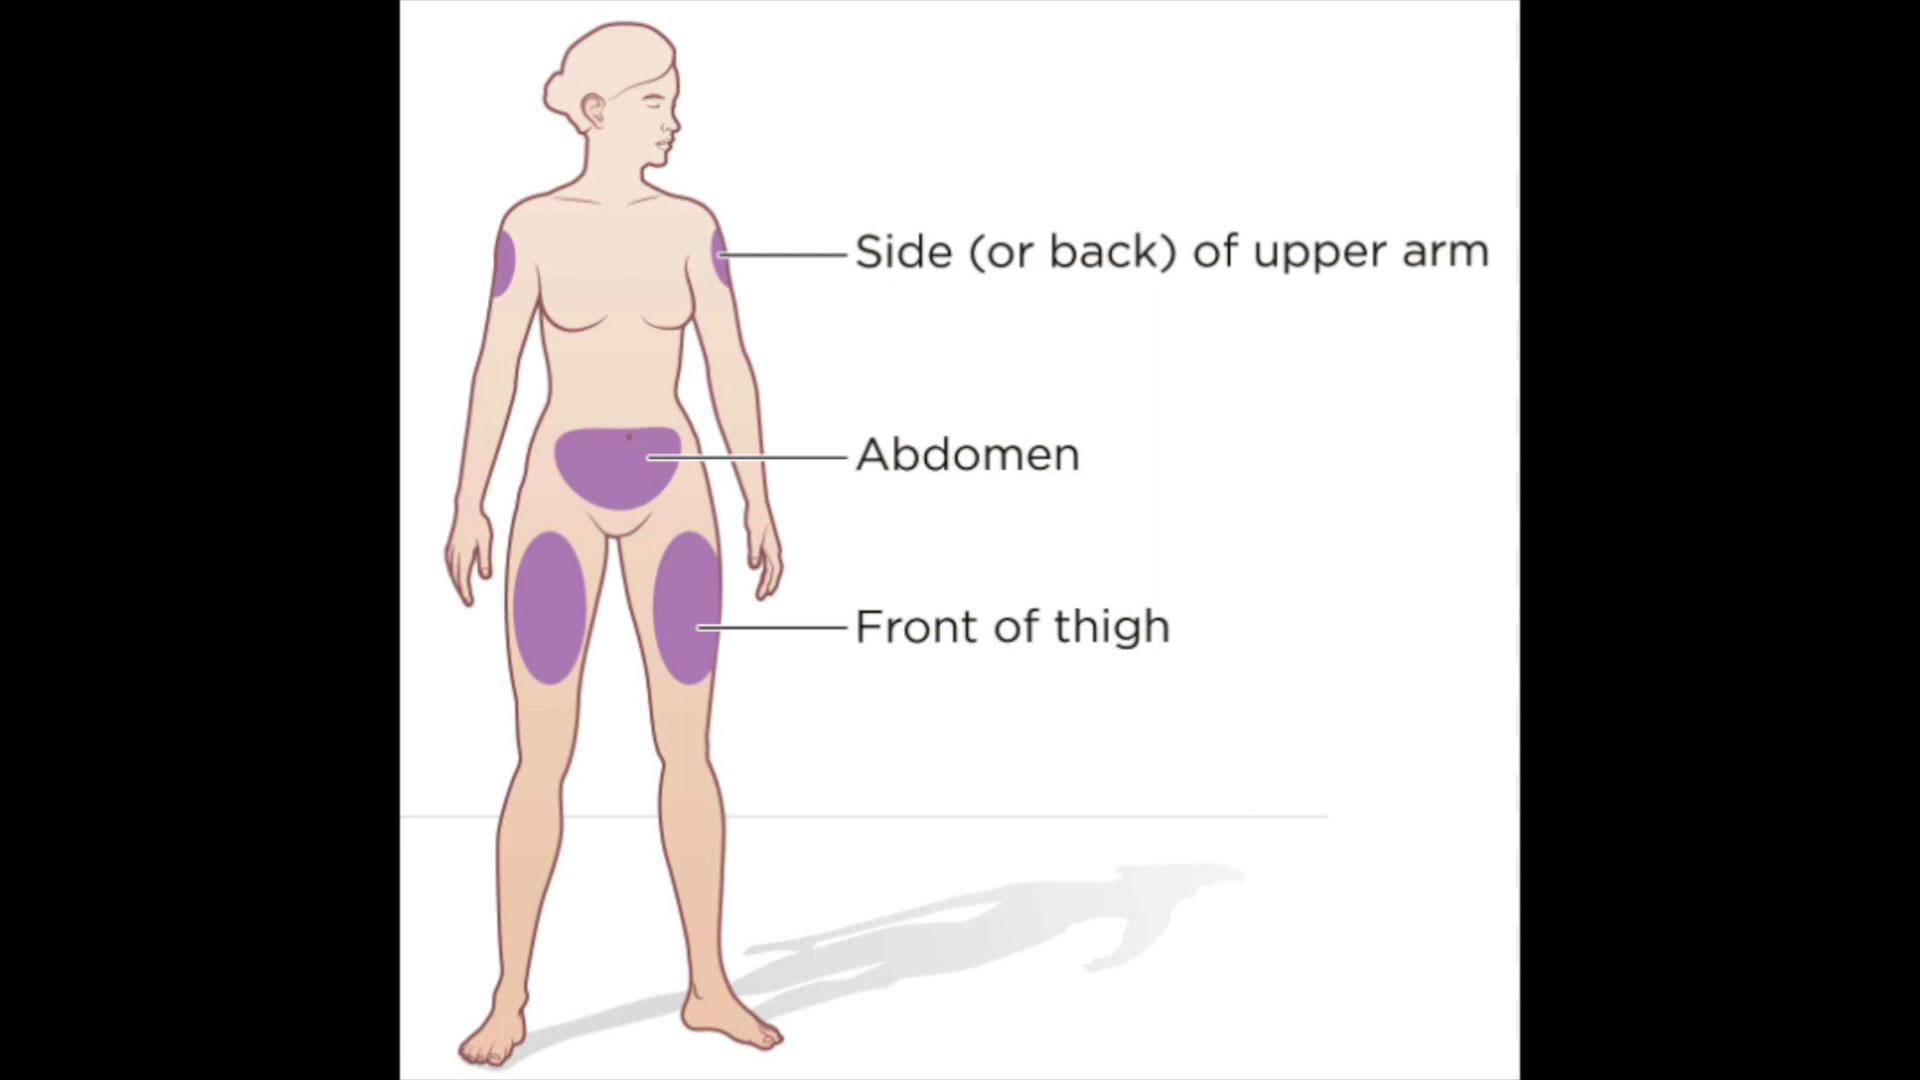 Side (or back) of upper arm
Abdomen
Front of thigh